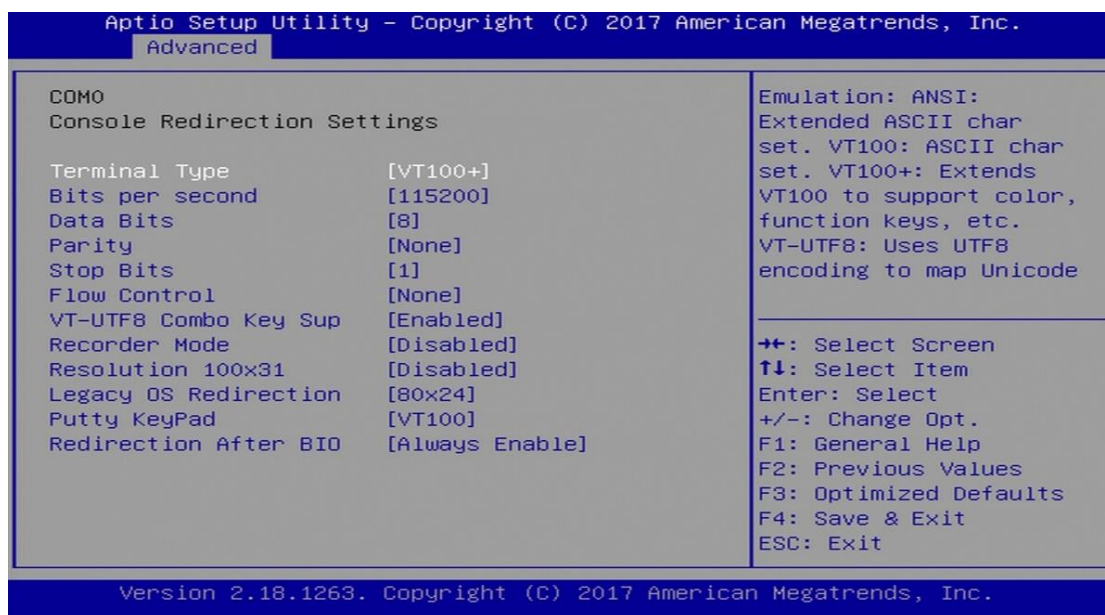 Aptio Setup Utility – Copyright (C) 2017 American Megatrends, Inc.
Advanced
COM0
Console Redirection Settings
Terminal Type [VT100+]
Bits per second [115200]
Data Bits [8]
Parity [None]
Stop Bits [1]
Flow Control [None]
VT-UTF8 Combo Key Sup [Enabled]
Recorder Mode [Disabled]
Resolution 100x31 [Disabled]
Legacy OS Redirection [80x24]
Putty KeyPad [VT100]
Redirection After BIO [Always Enable]
Emulation: ANSI:
Extended ASCII char
set. VT100: ASCII char
set. VT100+: Extends
VT100 to support color,
function keys, etc.
VT-UTF8: Uses UTF8
encoding to map Unicode
→←: Select Screen
↑↓: Select Item
Enter: Select
+/-: Change Opt.
F1: General Help
F2: Previous Values
F3: Optimized Defaults
F4: Save & Exit
ESC: Exit
Version 2.18.1263. Copyright (C) 2017 American Megatrends, Inc.